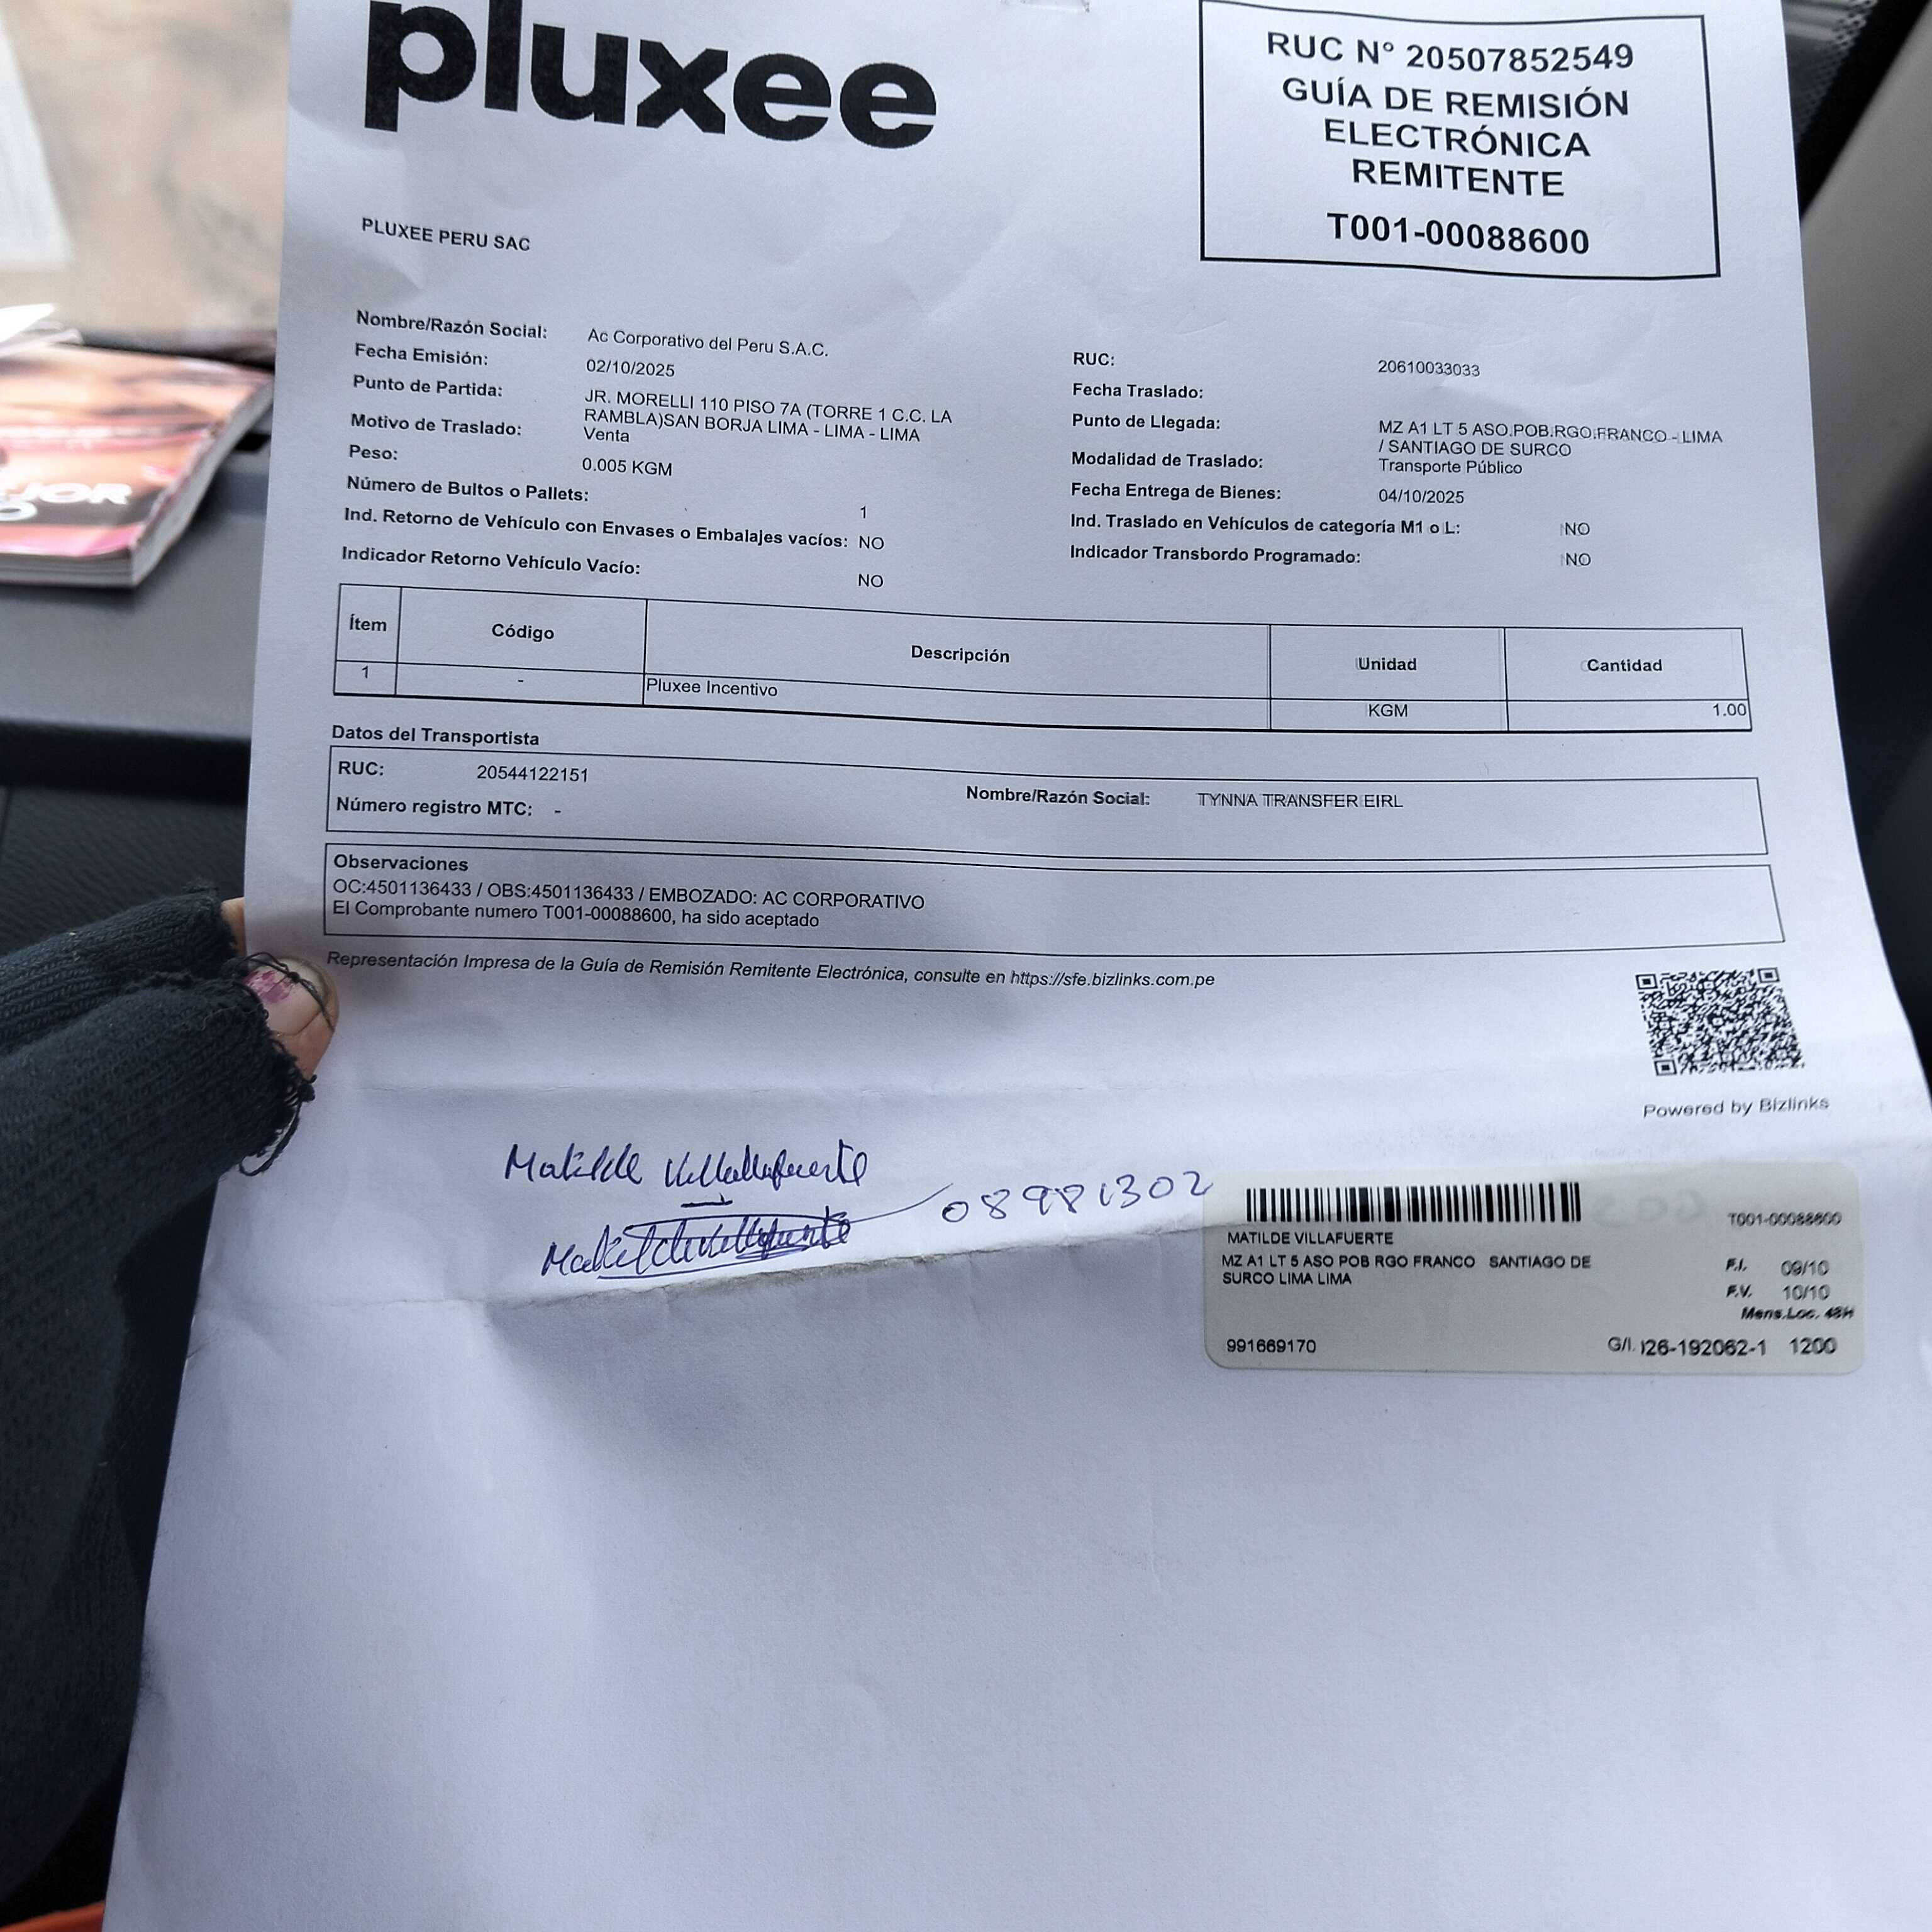 pluxee
RUC N° 20507852549
GUÍA DE REMISIÓN
ELECTRÓNICA
REMITENTE
T001-00088600
PLUXEE PERU SAC
Nombre/Razón Social: Ac Corporativo del Peru S.A.C.
Fecha Emisión: 02/10/2025
Punto de Partida: JR. MORELLI 110 PISO 7A (TORRE 1 C.C. LA
RAMBLA)SAN BORJA LIMA - LIMA - LIMA
Motivo de Traslado: Venta
Peso: 0.005 KGM
Número de Bultos o Pallets: 1
Ind. Retorno de Vehículo con Envases o Embalajes vacíos: NO
Indicador Retorno Vehículo Vacío: NO
RUC: 20610033033
Fecha Traslado:
Punto de Llegada: MZ A1 LT 5 ASO.POB.RGO.FRANCO - LIMA
/ SANTIAGO DE SURCO
Modalidad de Traslado: Transporte Público
Fecha Entrega de Bienes: 04/10/2025
Ind. Traslado en Vehículos de categoría M1 o L: NO
Indicador Transbordo Programado: NO
Ítem Código Descripción Unidad Cantidad
1 - Pluxee Incentivo KGM 1.00
Datos del Transportista
RUC: 20544122151 Nombre/Razón Social: TYNNA TRANSFER EIRL
Número registro MTC: -
Observaciones
OC:4501136433 / OBS:4501136433 / EMBOZADO: AC CORPORATIVO
El Comprobante numero T001-00088600, ha sido aceptado
Representación Impresa de la Guía de Remisión Remitente Electrónica, consulte en https://sfe.bizlinks.com.pe
Powered by Bizlinks
Matilde Villafuerte
08981302
T001-00088600
MATILDE VILLAFUERTE
MZ A1 LT 5 ASO POB RGO FRANCO SANTIAGO DE
SURCO LIMA LIMA
F.I. 09/10
F.V. 10/10
Mens.Loc. 48H
991669170
G/I. 026-192062-1 1200